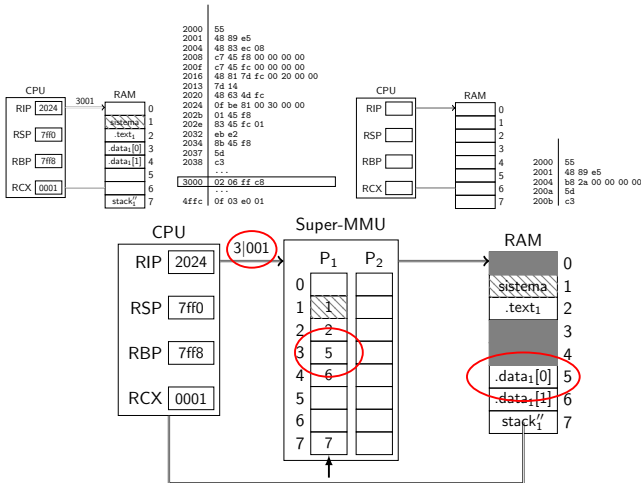 2000 55
2001 48 89 e5
2004 48 83 ec 08
2008 c7 45 f8 00 00 00 00
200f c7 45 fc 00 00 00 00
2016 48 81 7d fc 00 20 00 00
2013 7d 14
2020 48 63 4d fc
2024 0f be 81 00 30 00 00
202b 01 45 f8
202e 83 45 fc 01
2032 eb e2
2034 8b 45 f8
2037 5d
2038 c3
...
3000 02 06 ff c8
...
4ffc 0f 03 e0 01
CPU
RIP 2024
RSP 7ff0
RBP 7ff8
RCX 0001
3001
RAM
0
sistema 1
.text1 2
.data1[0] 3
.data1[1] 4
5
6
stack1'' 7
CPU
RIP
RSP
RBP
RCX
RAM
0
1
2
3
4
5
6
7
2000 55
2001 48 89 e5
2004 b8 2a 00 00 00 00
200a 5d
200b c3
CPU
RIP 2024
RSP 7ff0
RBP 7ff8
RCX 0001
3|001
Super-MMU
P1 P2
0
1 1
2 2
3 5
4 6
5
6
7 7
RAM
0
sistema 1
.text1 2
3
4
.data1[0] 5
.data1[1] 6
stack1'' 7